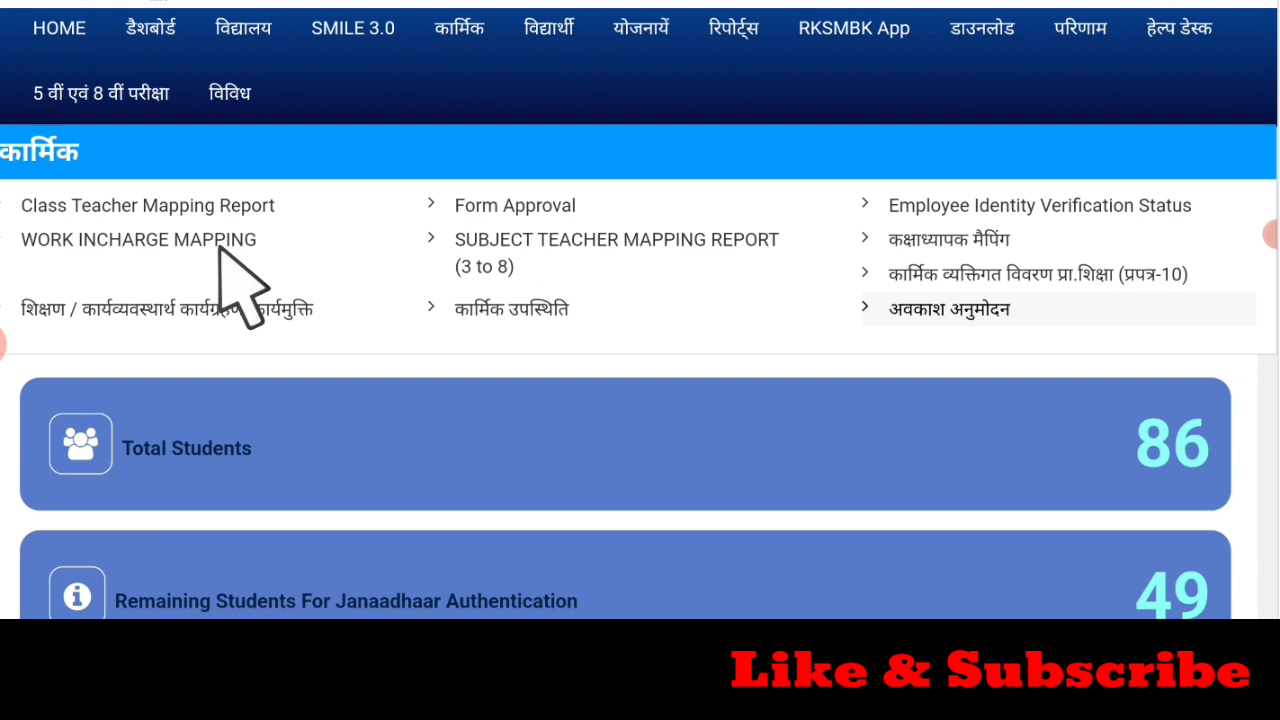 HOME डैशबोर्ड विद्यालय SMILE 3.0 कार्मिक विद्यार्थी योजनायें रिपोर्ट्स RKSMBK App डाउनलोड परिणाम हेल्प डेस्क
5 वीं एवं 8 वीं परीक्षा विविध
कार्मिक
Class Teacher Mapping Report Form Approval Employee Identity Verification Status
WORK INCHARGE MAPPING SUBJECT TEACHER MAPPING REPORT कक्षाध्यापक मैपिंग
(3 to 8) कार्मिक व्यक्तिगत विवरण प्रा.शिक्षा (प्रपत्र-10)
शिक्षण / कार्यव्यवस्थार्थ कार्मिक उपस्थिति अवकाश अनुमोदन
Total Students 86
Remaining Students For Janaadhaar Authentication 49
Like & Subscribe